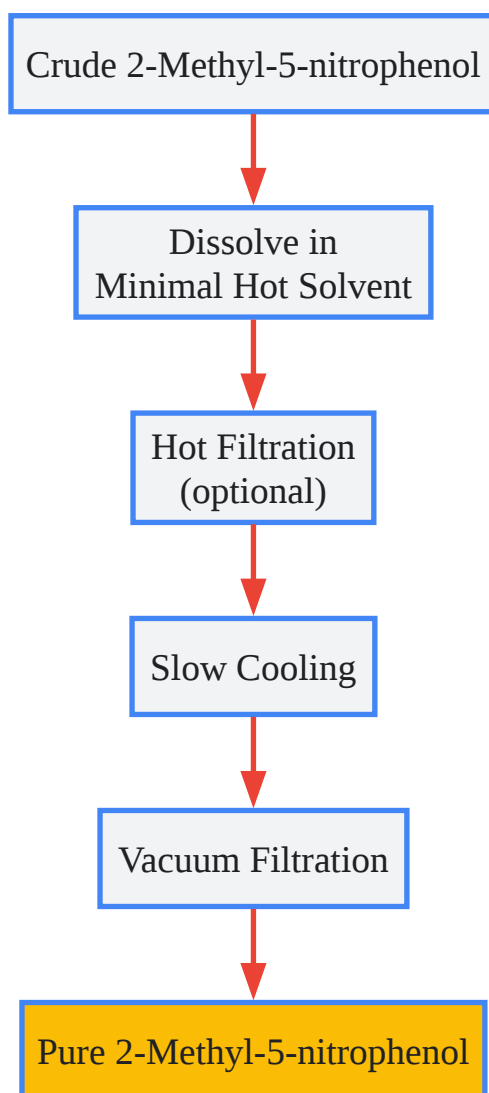 Crude 2-Methyl-5-nitrophenol
Dissolve in
Minimal Hot Solvent
Hot Filtration
(optional)
Slow Cooling
Vacuum Filtration
Pure 2-Methyl-5-nitrophenol